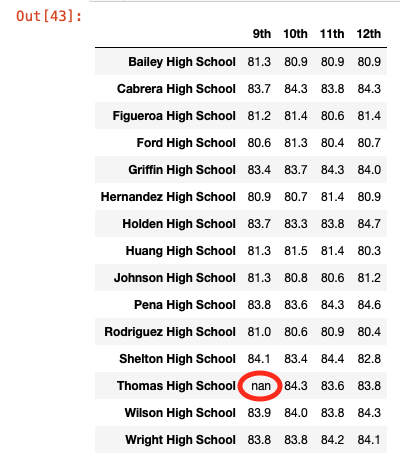 Out[43]:
9th 10th 11th 12th
Bailey High School 81.3 80.9 80.9 80.9
Cabrera High School 83.7 84.3 83.8 84.3
Figueroa High School 81.2 81.4 80.6 81.4
Ford High School 80.6 81.3 80.4 80.7
Griffin High School 83.4 83.7 84.3 84.0
Hernandez High School 80.9 80.7 81.4 80.9
Holden High School 83.7 83.3 83.8 84.7
Huang High School 81.3 81.5 81.4 80.3
Johnson High School 81.3 80.8 80.6 81.2
Pena High School 83.8 83.6 84.3 84.6
Rodriguez High School 81.0 80.6 80.9 80.4
Shelton High School 84.1 83.4 84.4 82.8
Thomas High School nan 84.3 83.6 83.8
Wilson High School 83.9 84.0 83.8 84.3
Wright High School 83.8 83.8 84.2 84.1